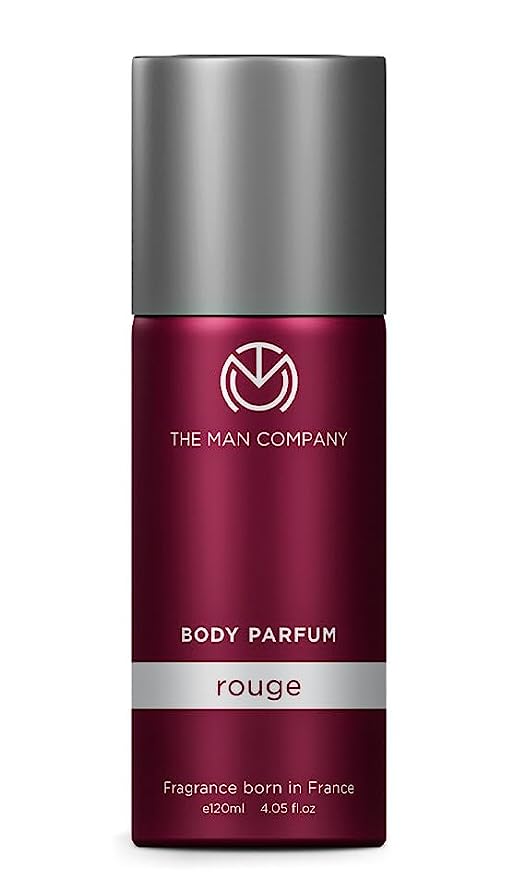 THE MAN COMPANY
BODY PARFUM
rouge
Fragrance born in France
e120ml 4.05 fl.oz